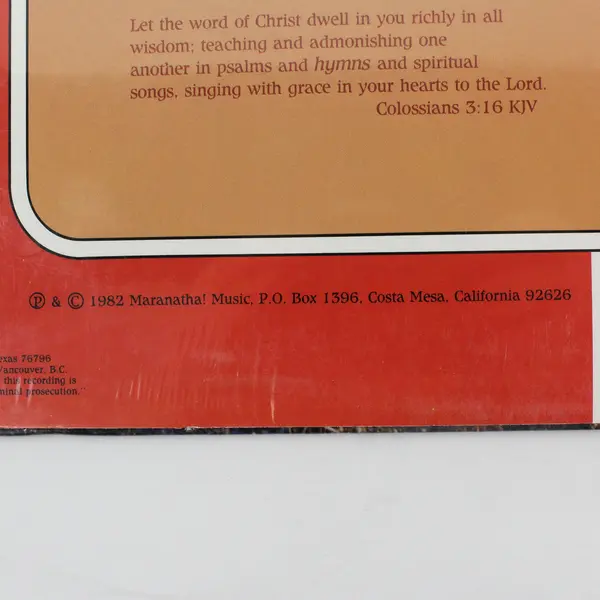 Let the word of Christ dwell in you richly in all
wisdom; teaching and admonishing one
another in psalms and hymns and spiritual
songs, singing with grace in your hearts to the Lord.
Colossians 3:16 KJV
Ⓟ & © 1982 Maranatha! Music, P.O. Box 1396, Costa Mesa, California 92626
exas 76796
Vancouver, B.C.
this recording is
minal prosecution."